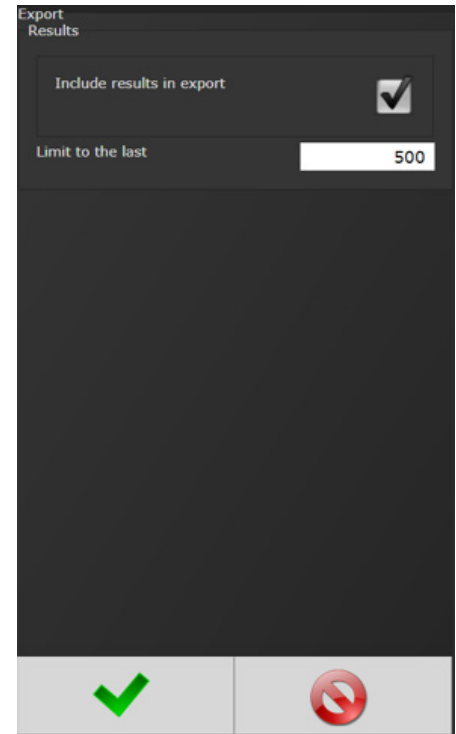 Export
Results
Include results in export
Limit to the last
500